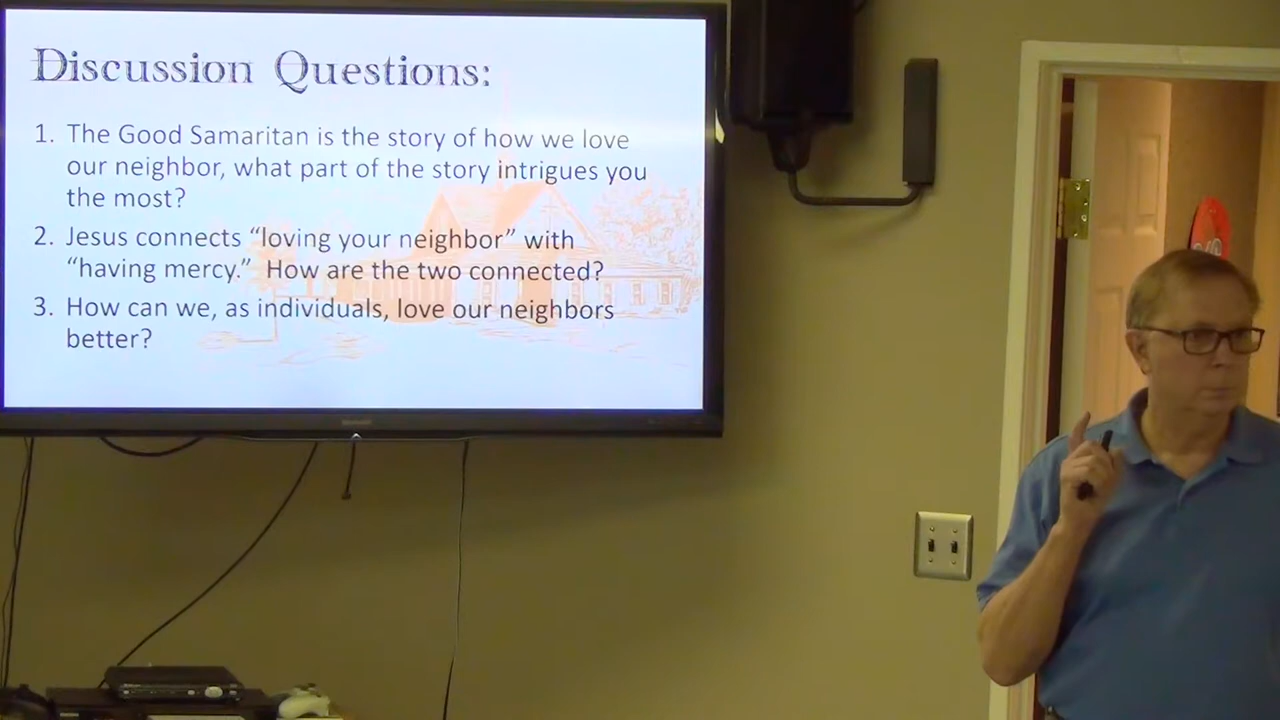 Discussion Questions:
1. The Good Samaritan is the story of how we love
our neighbor, what part of the story intrigues you
the most?
2. Jesus connects “loving your neighbor” with
“having mercy.” How are the two connected?
3. How can we, as individuals, love our neighbors
better?